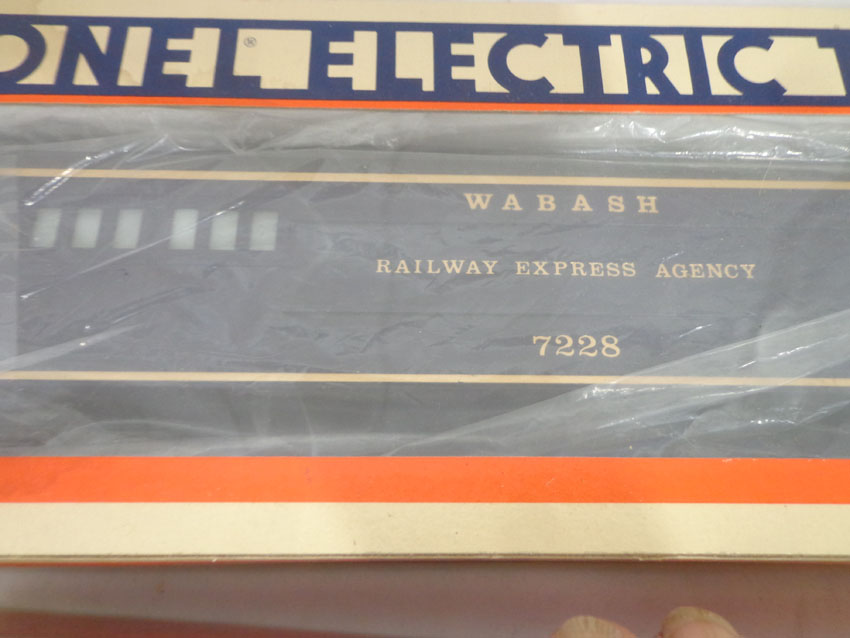 ONEL® ELECTRIC T
WABASH
RAILWAY EXPRESS AGENCY
7228